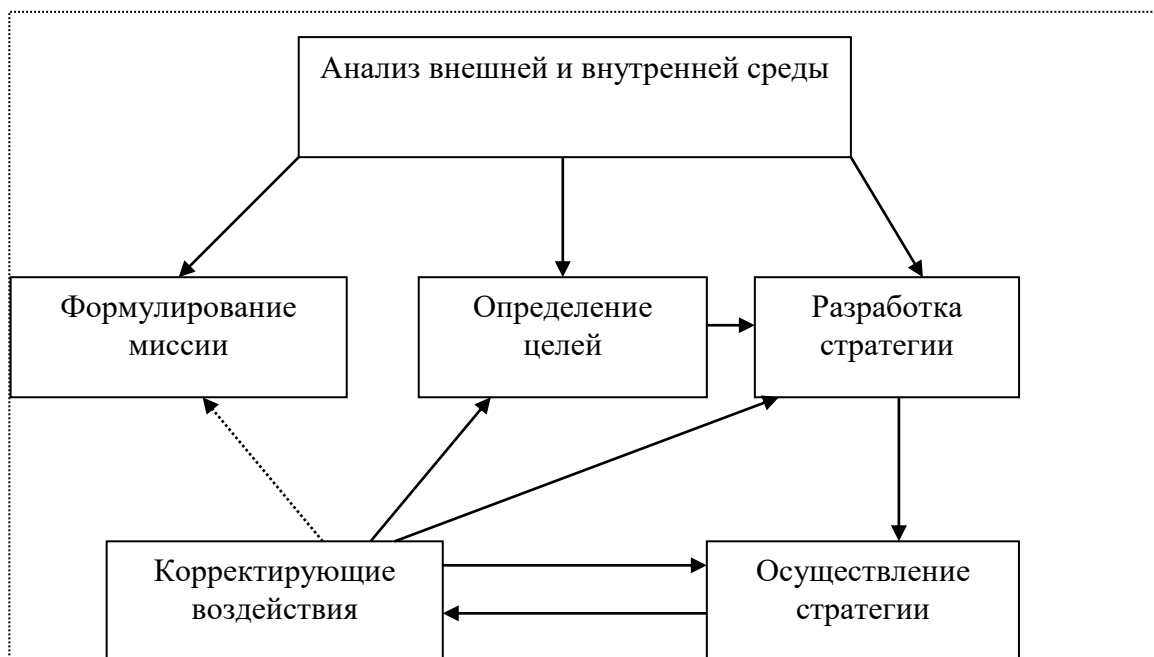 Анализ внешней и внутренней среды
Формулирование
миссии
Определение
целей
Разработка
стратегии
Корректирующие
воздействия
Осуществление
стратегии